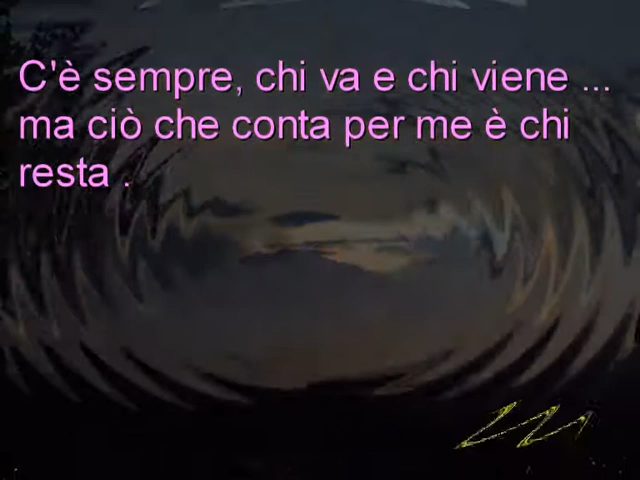 C'è sempre, chi va e chi viene ...
ma ciò che conta per me è chi
resta .